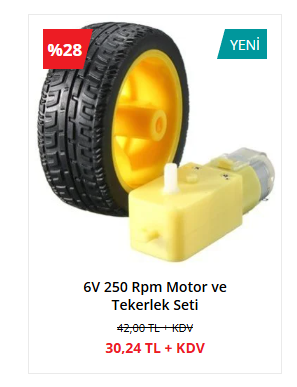 %28
YENİ
6V 250 Rpm Motor ve
Tekerlek Seti
42,00 TL + KDV
30,24 TL + KDV